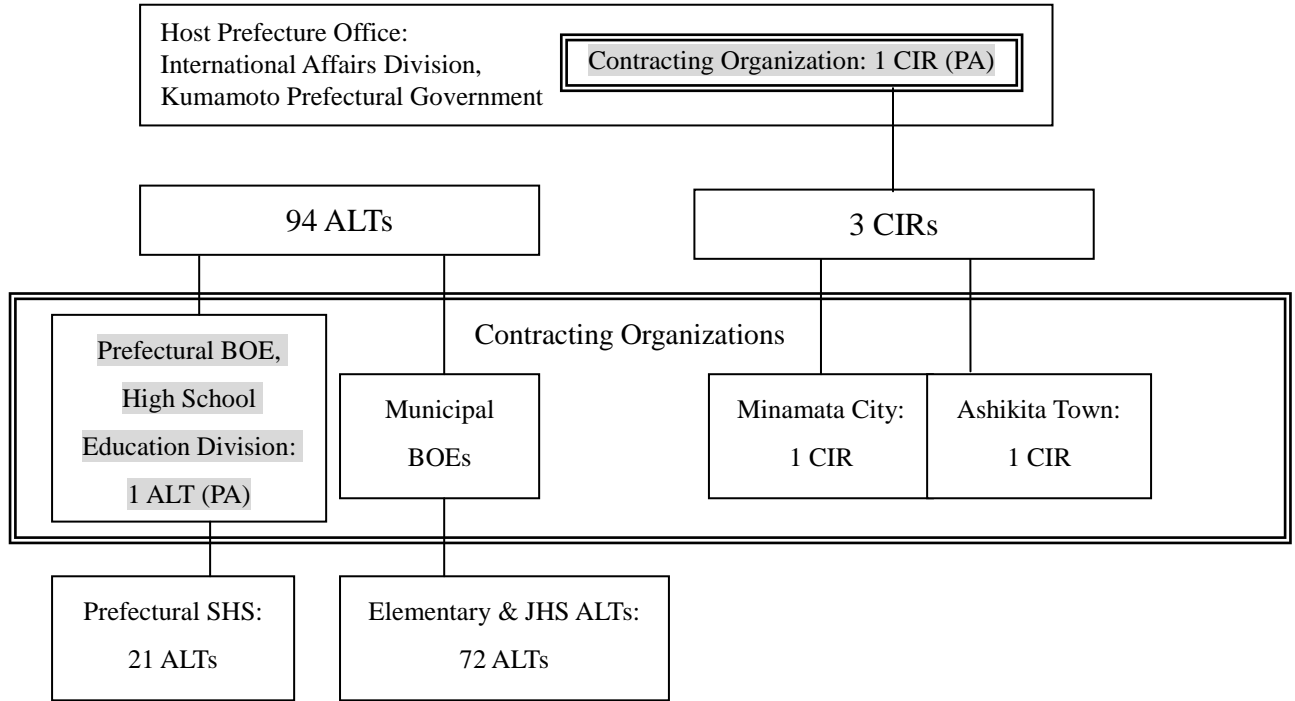 Host Prefecture Office:
International Affairs Division,
Kumamoto Prefectural Government
Contracting Organization: 1 CIR (PA)
94 ALTs
3 CIRs
Contracting Organizations
Prefectural BOE,
High School
Education Division:
1 ALT (PA)
Municipal
BOEs
Minamata City:
1 CIR
Ashikita Town:
1 CIR
Prefectural SHS:
21 ALTs
Elementary & JHS ALTs:
72 ALTs